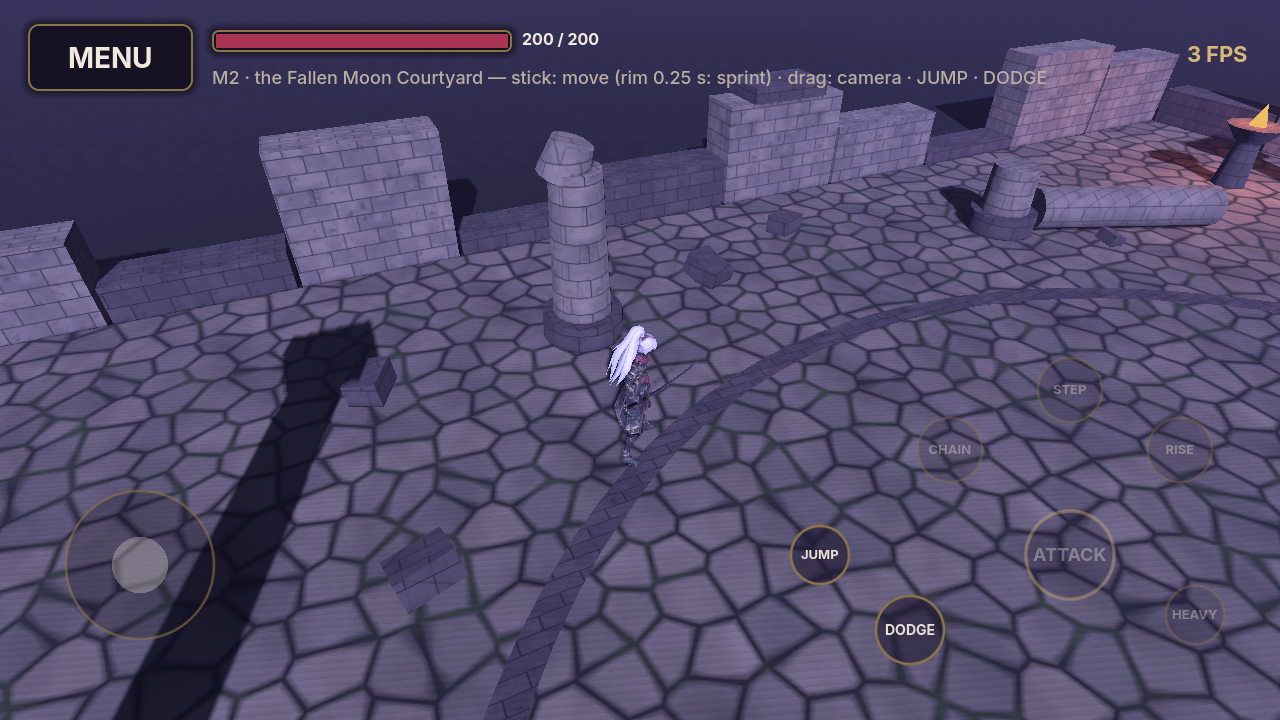 MENU
200 / 200
3 FPS
M2 · the Fallen Moon Courtyard — stick: move (rim 0.25 s: sprint) · drag: camera · JUMP · DODGE
STEP
CHAIN
RISE
JUMP
ATTACK
HEAVY
DODGE